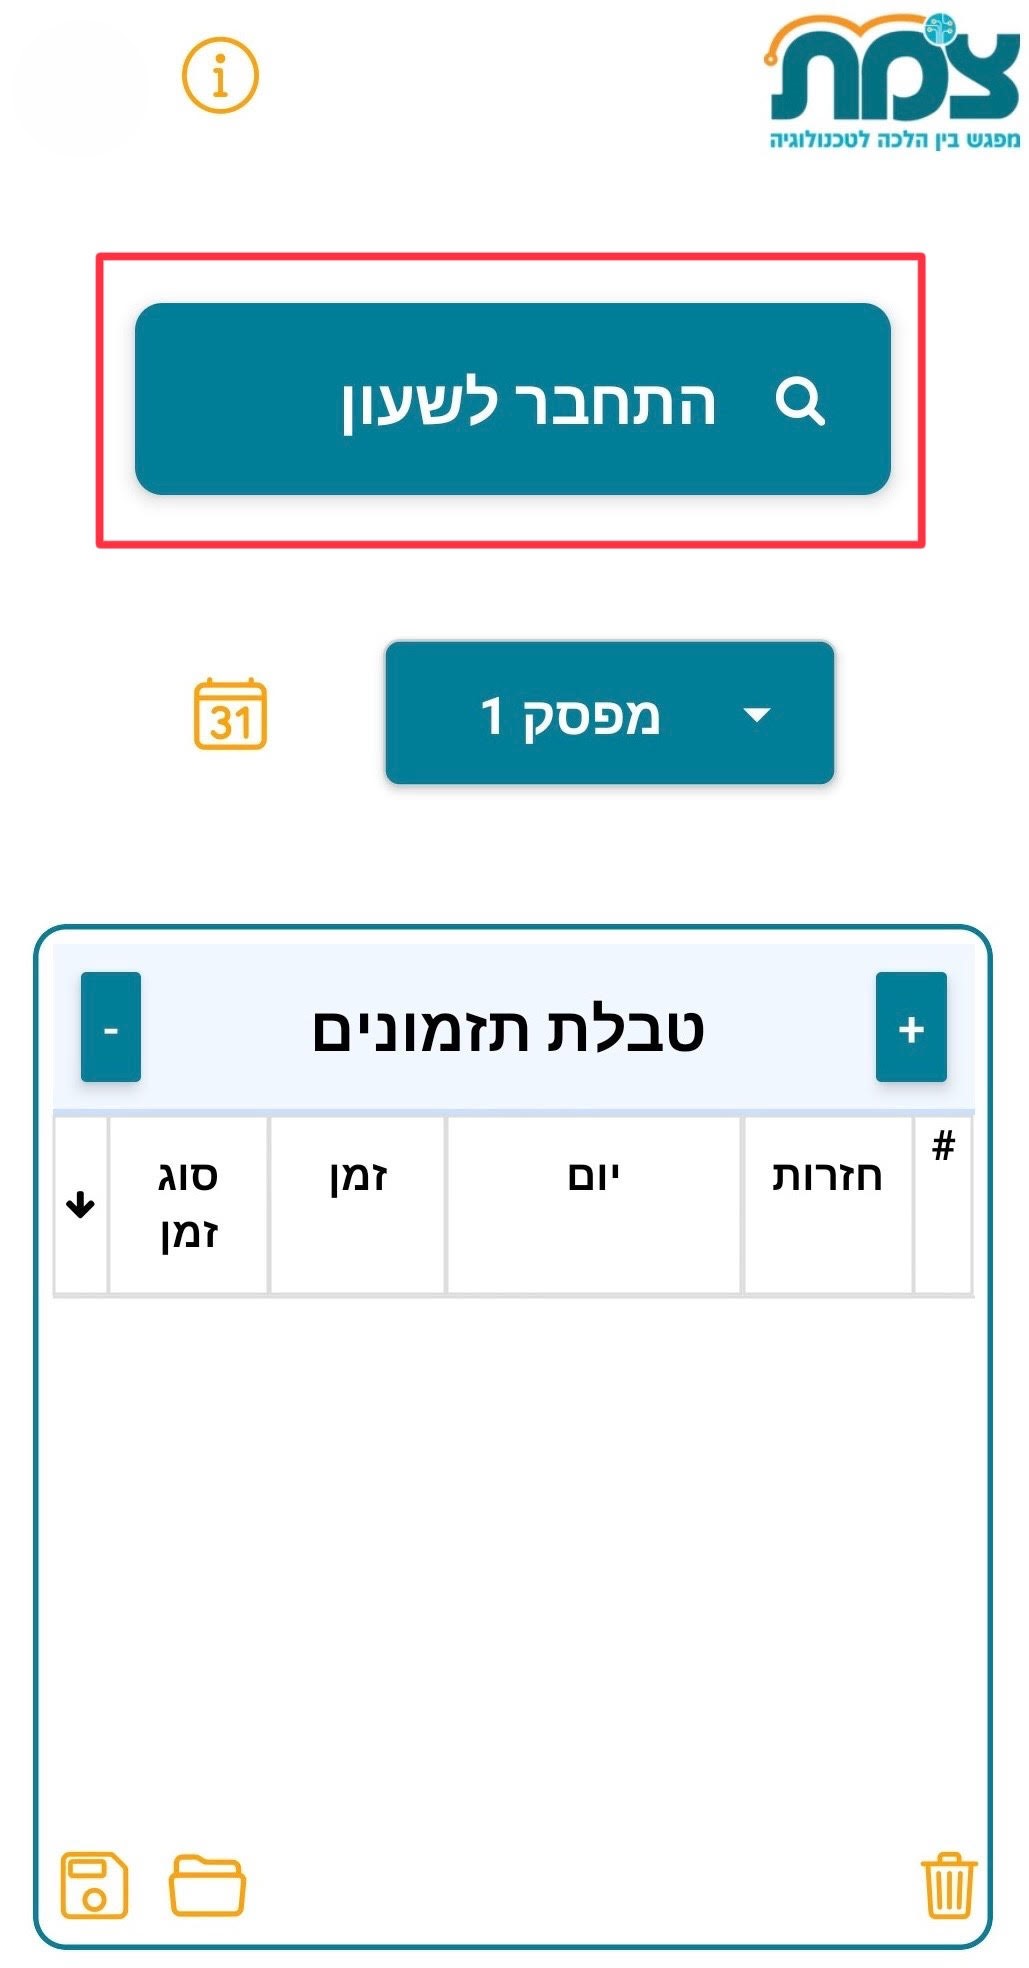 צמת
מפגש בין הלכה לטכנולוגיה
התחבר לשעון
מפסק 1
31
+ טבלת תזמונים -
# חזרות יום זמן סוג זמן